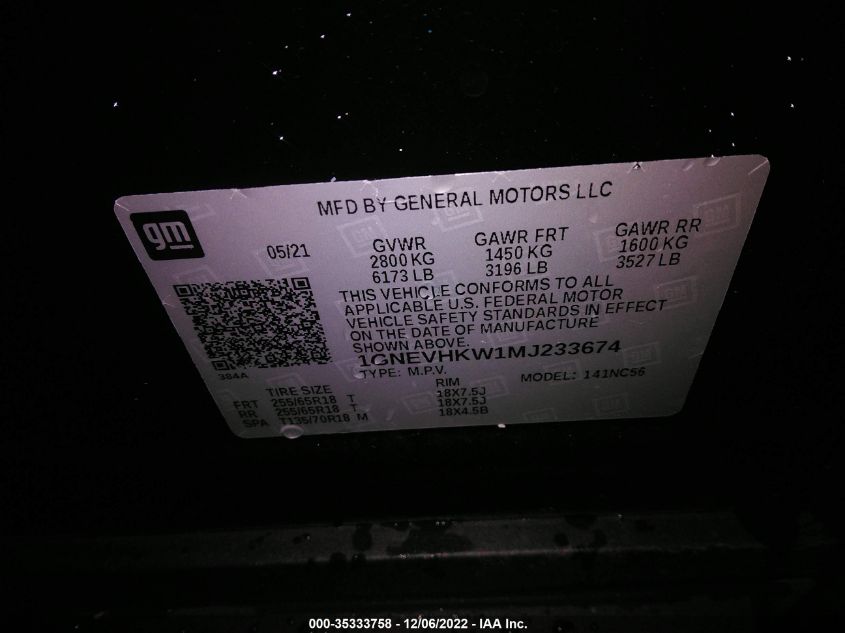 MFD BY GENERAL MOTORS LLC
gm
05/21
GVWR GAWR FRT GAWR RR
2800 KG 1450 KG 1600 KG
6173 LB 3196 LB 3527 LB
THIS VEHICLE CONFORMS TO ALL
APPLICABLE U.S. FEDERAL MOTOR
VEHICLE SAFETY STANDARDS IN EFFECT
ON THE DATE OF MANUFACTURE
SHOWN ABOVE.
1GNEVHKW1MJ233674
384A
TYPE: M.P.V. MODEL: 141NC56
TIRE SIZE RIM
FRT 255/65R18 T 18X7.5J
RR 255/65R18 T 18X7.5J
SPA T135/70R18 M 18X4.5B
000-35333758 - 12/06/2022 - IAA Inc.